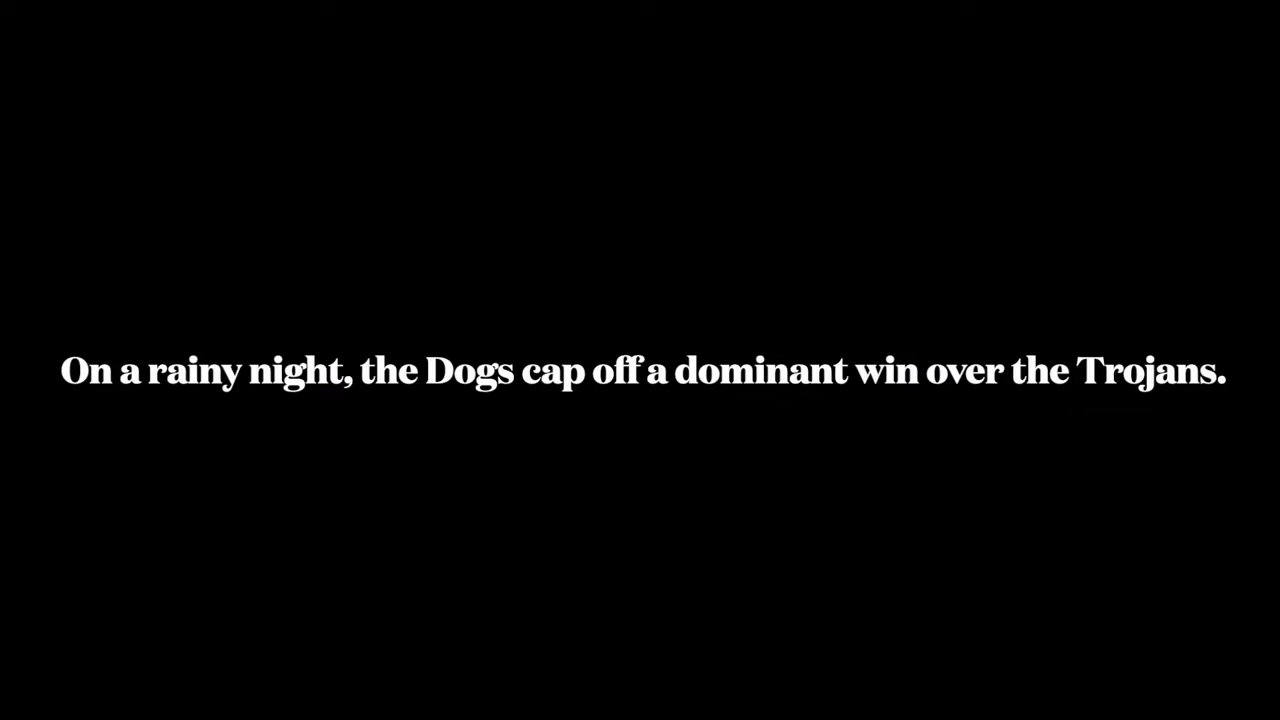 On a rainy night, the Dogs cap off a dominant win over the Trojans.